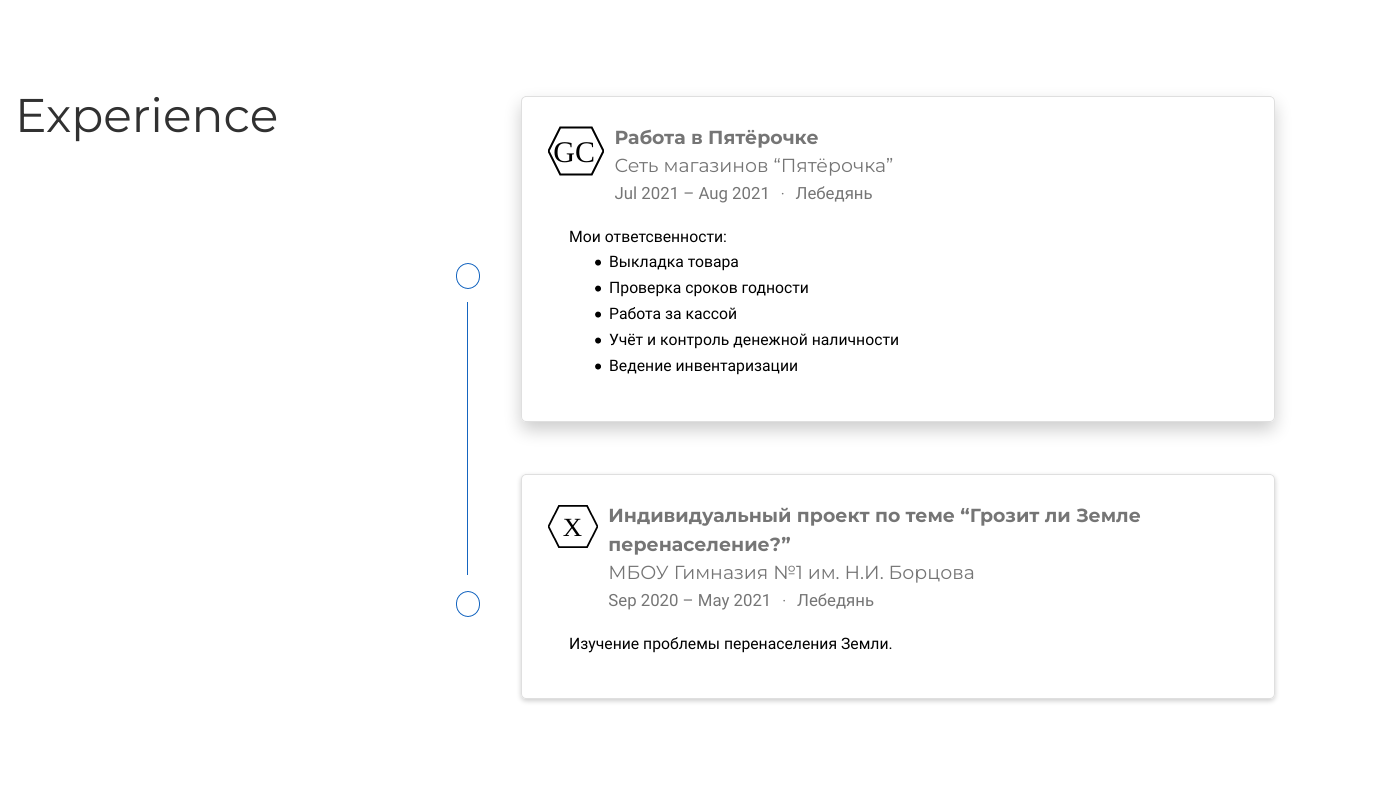 Experience
GC
Работа в Пятёрочке
Сеть магазинов “Пятёрочка”
Jul 2021 – Aug 2021 · Лебедянь
Мои ответсвенности:
● Выкладка товара
● Проверка сроков годности
● Работа за кассой
● Учёт и контроль денежной наличности
● Ведение инвентаризации
X
Индивидуальный проект по теме “Грозит ли Земле
перенаселение?”
МБОУ Гимназия №1 им. Н.И. Борцова
Sep 2020 – May 2021 · Лебедянь
Изучение проблемы перенаселения Земли.